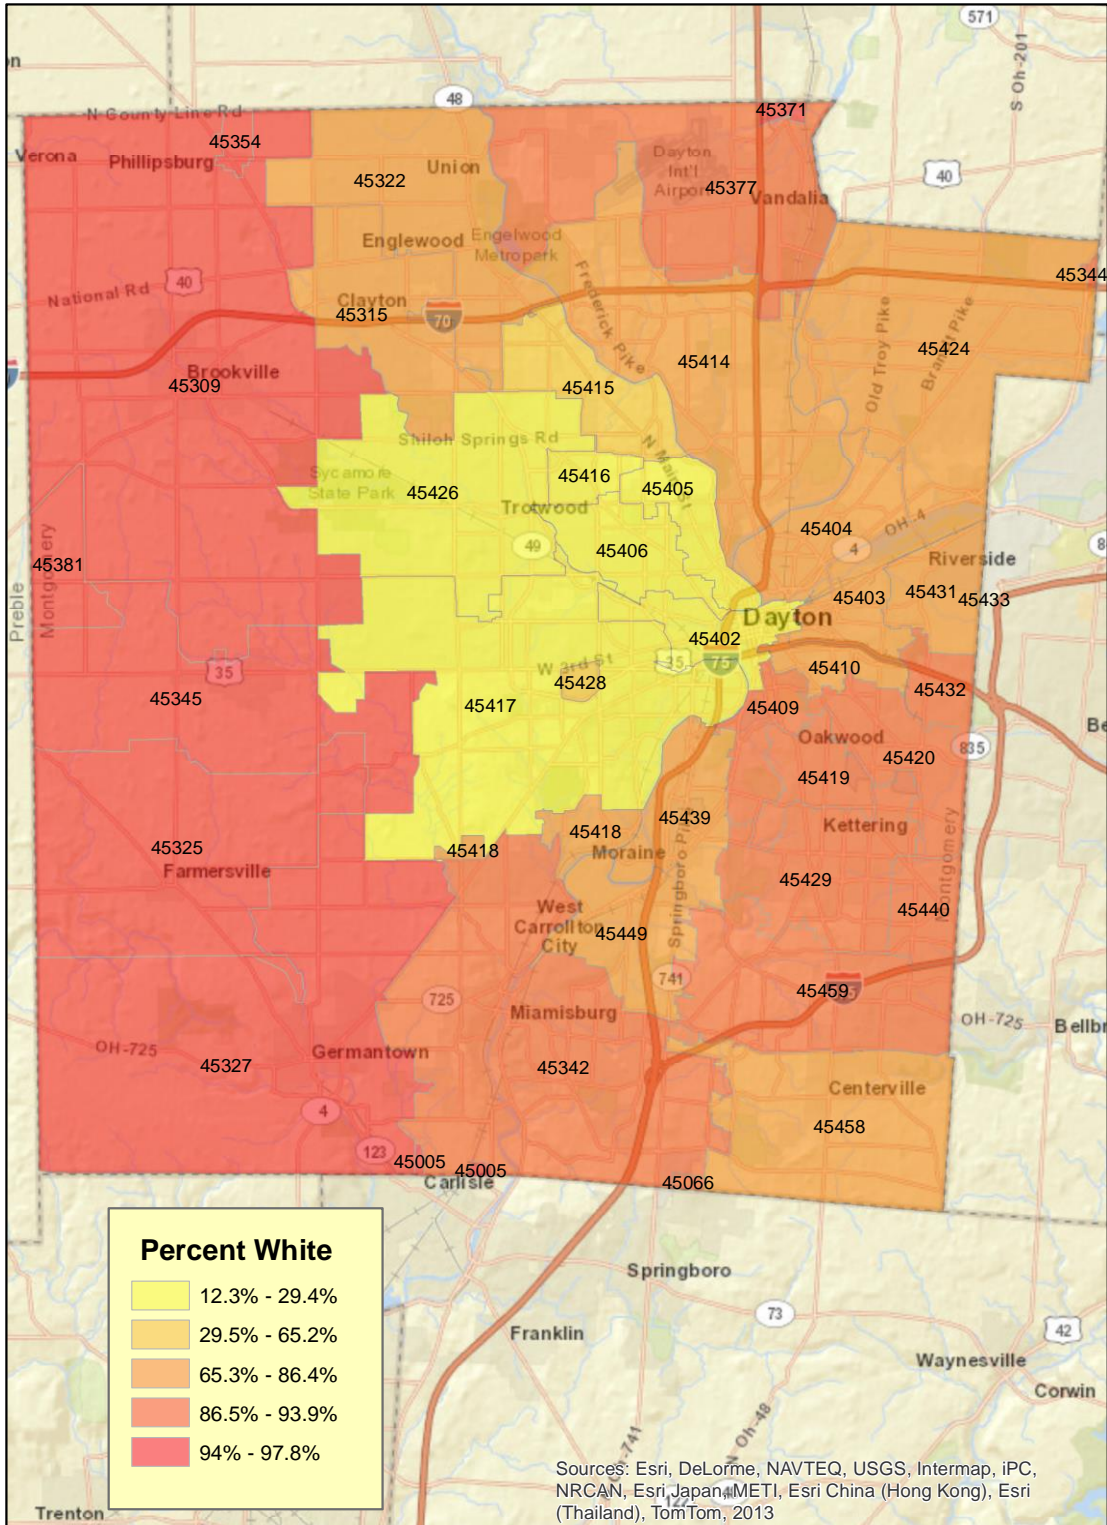 571
S Oh-201
48
N County Line Rd
45371
45354
Verona
Phillipsburg
Dayton
Int'l
Airport
Union
45322
45377
Vandalia
40
Englewood
Engelwood
Metropark
45344
National Rd
40
Clayton
45315
70
Frederick Pike
Old Troy Pike
Brandt Pike
45424
45414
Brookville
45309
45415
Shiloh Springs Rd
N Main St
Sycamore
State Park
45426
45416
45405
Trotwood
45404
OH-4
49
45406
4
Riverside
45381
Preble
Montgomery
45403
45431
45433
Dayton
45402
35
75
W 3rd St
45428
45410
35
45345
45417
45432
45409
Oakwood
835
45420
45419
45439
Kettering
45418
Moraine
45418
45325
Farmersville
Springboro Pike
45429
Montgomery
45440
West
Carrollton
City
45449
741
45459
725
Miamisburg
OH-725
OH-725
Germantown
45327
45342
Centerville
45458
4
123
45005
45005
Carlisle
45066
Percent White
12.3% - 29.4%
29.5% - 65.2%
65.3% - 86.4%
86.5% - 93.9%
94% - 97.8%
Springboro
73
Franklin
42
Waynesville
Corwin
N Oh-48
Sources: Esri, DeLorme, NAVTEQ, USGS, Intermap, iPC,
NRCAN, Esri Japan, METI, Esri China (Hong Kong), Esri
(Thailand), TomTom, 2013
Trenton